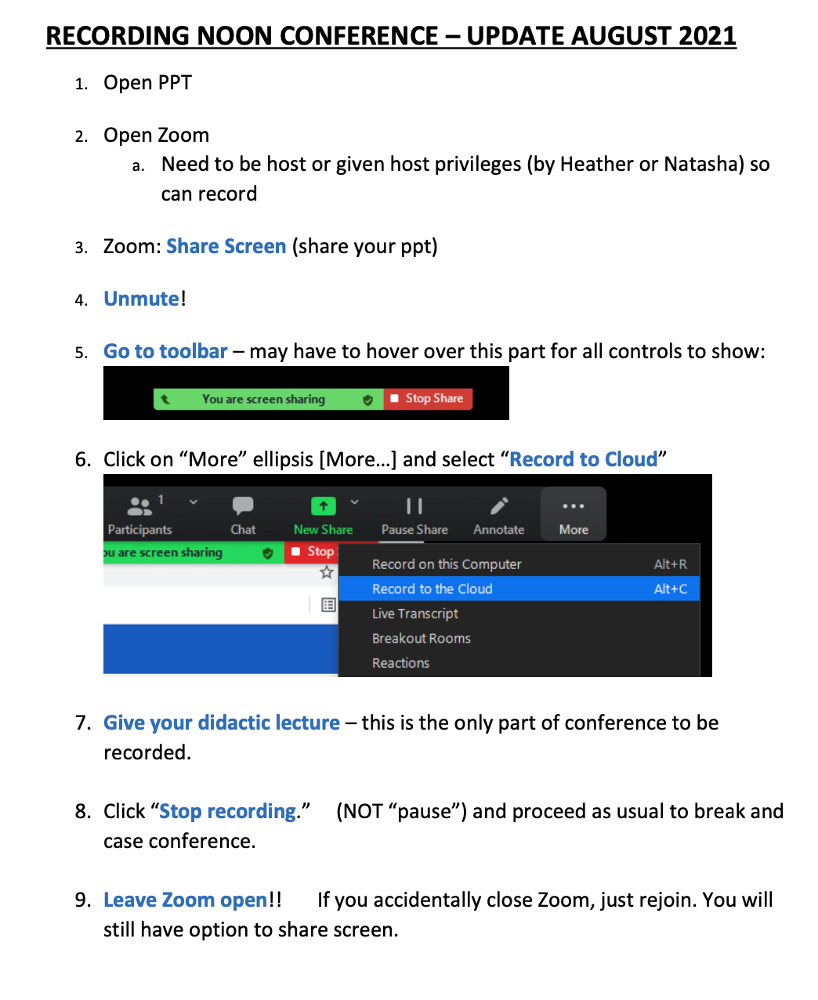 RECORDING NOON CONFERENCE – UPDATE AUGUST 2021
1. Open PPT
2. Open Zoom
a. Need to be host or given host privileges (by Heather or Natasha) so
can record
3. Zoom: Share Screen (share your ppt)
4. Unmute!
5. Go to toolbar – may have to hover over this part for all controls to show:
You are screen sharing Stop Share
6. Click on “More” ellipsis [More...] and select “Record to Cloud”
1
Participants Chat New Share Pause Share Annotate More
ou are screen sharing Stop
Record on this Computer Alt+R
Record to the Cloud Alt+C
Live Transcript
Breakout Rooms
Reactions
7. Give your didactic lecture – this is the only part of conference to be
recorded.
8. Click “Stop recording.” (NOT “pause”) and proceed as usual to break and
case conference.
9. Leave Zoom open!! If you accidentally close Zoom, just rejoin. You will
still have option to share screen.